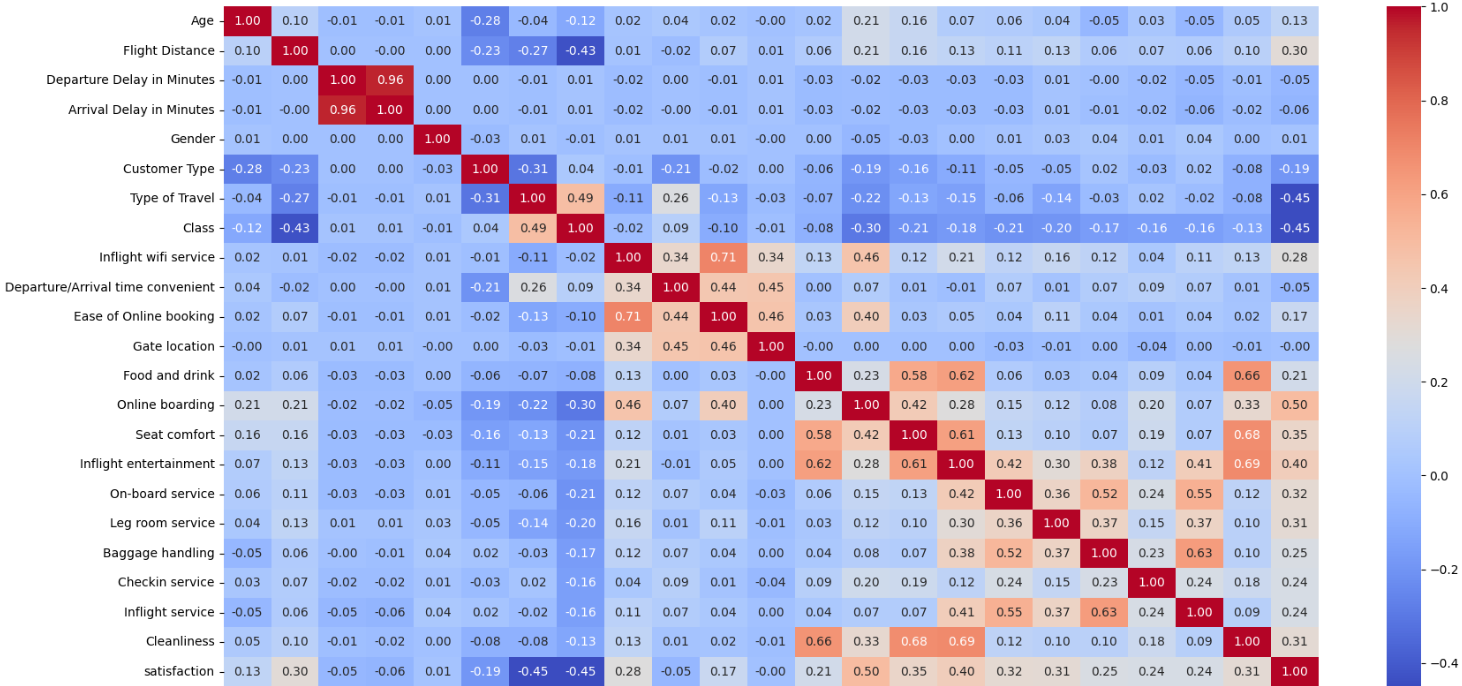 Age 1.00 0.10 -0.01 -0.01 0.01 -0.28 -0.04 -0.12 0.02 0.04 0.02 -0.00 0.02 0.21 0.16 0.07 0.06 0.04 -0.05 0.03 -0.05 0.05 0.13
Flight Distance 0.10 1.00 0.00 -0.00 0.00 -0.23 -0.27 -0.43 0.01 -0.02 0.07 0.01 0.06 0.21 0.16 0.13 0.11 0.13 0.06 0.07 0.06 0.10 0.30
Departure Delay in Minutes -0.01 0.00 1.00 0.96 0.00 0.00 -0.01 0.01 -0.02 0.00 -0.01 0.01 -0.03 -0.02 -0.03 -0.03 -0.03 0.01 -0.00 -0.02 -0.05 -0.01 -0.05
Arrival Delay in Minutes -0.01 -0.00 0.96 1.00 0.00 0.00 -0.01 0.01 -0.02 -0.00 -0.01 0.01 -0.03 -0.02 -0.03 -0.03 -0.03 0.01 -0.01 -0.02 -0.06 -0.02 -0.06
Gender 0.01 0.00 0.00 0.00 1.00 -0.03 0.01 -0.01 0.01 0.01 0.01 -0.00 0.00 -0.05 -0.03 0.00 0.01 0.03 0.04 0.01 0.04 0.00 0.01
Customer Type -0.28 -0.23 0.00 0.00 -0.03 1.00 -0.31 0.04 -0.01 -0.21 -0.02 0.00 -0.06 -0.19 -0.16 -0.11 -0.05 -0.05 0.02 -0.03 0.02 -0.08 -0.19
Type of Travel -0.04 -0.27 -0.01 -0.01 0.01 -0.31 1.00 0.49 -0.11 0.26 -0.13 -0.03 -0.07 -0.22 -0.13 -0.15 -0.06 -0.14 -0.03 0.02 -0.02 -0.08 -0.45
Class -0.12 -0.43 0.01 0.01 -0.01 0.04 0.49 1.00 -0.02 0.09 -0.10 -0.01 -0.08 -0.30 -0.21 -0.18 -0.21 -0.20 -0.17 -0.16 -0.16 -0.13 -0.45
Inflight wifi service 0.02 0.01 -0.02 -0.02 0.01 -0.01 -0.11 -0.02 1.00 0.34 0.71 0.34 0.13 0.46 0.12 0.21 0.12 0.16 0.12 0.04 0.11 0.13 0.28
Departure/Arrival time convenient 0.04 -0.02 0.00 -0.00 0.01 -0.21 0.26 0.09 0.34 1.00 0.44 0.45 0.00 0.07 0.01 -0.01 0.07 0.01 0.07 0.09 0.07 0.01 -0.05
Ease of Online booking 0.02 0.07 -0.01 -0.01 0.01 -0.02 -0.13 -0.10 0.71 0.44 1.00 0.46 0.03 0.40 0.03 0.05 0.04 0.11 0.04 0.01 0.04 0.02 0.17
Gate location -0.00 0.01 0.01 0.01 -0.00 0.00 -0.03 -0.01 0.34 0.45 0.46 1.00 -0.00 0.00 0.00 0.00 -0.03 -0.01 0.00 -0.04 0.00 -0.01 -0.00
Food and drink 0.02 0.06 -0.03 -0.03 0.00 -0.06 -0.07 -0.08 0.13 0.00 0.03 -0.00 1.00 0.23 0.58 0.62 0.06 0.03 0.04 0.09 0.04 0.66 0.21
Online boarding 0.21 0.21 -0.02 -0.02 -0.05 -0.19 -0.22 -0.30 0.46 0.07 0.40 0.00 0.23 1.00 0.42 0.28 0.15 0.12 0.08 0.20 0.07 0.33 0.50
Seat comfort 0.16 0.16 -0.03 -0.03 -0.03 -0.16 -0.13 -0.21 0.12 0.01 0.03 0.00 0.58 0.42 1.00 0.61 0.13 0.10 0.07 0.19 0.07 0.68 0.35
Inflight entertainment 0.07 0.13 -0.03 -0.03 0.00 -0.11 -0.15 -0.18 0.21 -0.01 0.05 0.00 0.62 0.28 0.61 1.00 0.42 0.30 0.38 0.12 0.41 0.69 0.40
On-board service 0.06 0.11 -0.03 -0.03 0.01 -0.05 -0.06 -0.21 0.12 0.07 0.04 -0.03 0.06 0.15 0.13 0.42 1.00 0.36 0.52 0.24 0.55 0.12 0.32
Leg room service 0.04 0.13 0.01 0.01 0.03 -0.05 -0.14 -0.20 0.16 0.01 0.11 -0.01 0.03 0.12 0.10 0.30 0.36 1.00 0.37 0.15 0.37 0.10 0.31
Baggage handling -0.05 0.06 -0.00 -0.01 0.04 0.02 -0.03 -0.17 0.12 0.07 0.04 0.00 0.04 0.08 0.07 0.38 0.52 0.37 1.00 0.23 0.63 0.10 0.25
Checkin service 0.03 0.07 -0.02 -0.02 0.01 -0.03 0.02 -0.16 0.04 0.09 0.01 -0.04 0.09 0.20 0.19 0.12 0.24 0.15 0.23 1.00 0.24 0.18 0.24
Inflight service -0.05 0.06 -0.05 -0.06 0.04 0.02 -0.02 -0.16 0.11 0.07 0.04 0.00 0.04 0.07 0.07 0.41 0.55 0.37 0.63 0.24 1.00 0.09 0.24
Cleanliness 0.05 0.10 -0.01 -0.02 0.00 -0.08 -0.08 -0.13 0.13 0.01 0.02 -0.01 0.66 0.33 0.68 0.69 0.12 0.10 0.10 0.18 0.09 1.00 0.31
satisfaction 0.13 0.30 -0.05 -0.06 0.01 -0.19 -0.45 -0.45 0.28 -0.05 0.17 -0.00 0.21 0.50 0.35 0.40 0.32 0.31 0.25 0.24 0.24 0.31 1.00
1.0
0.8
0.6
0.4
0.2
0.0
−0.2
−0.4